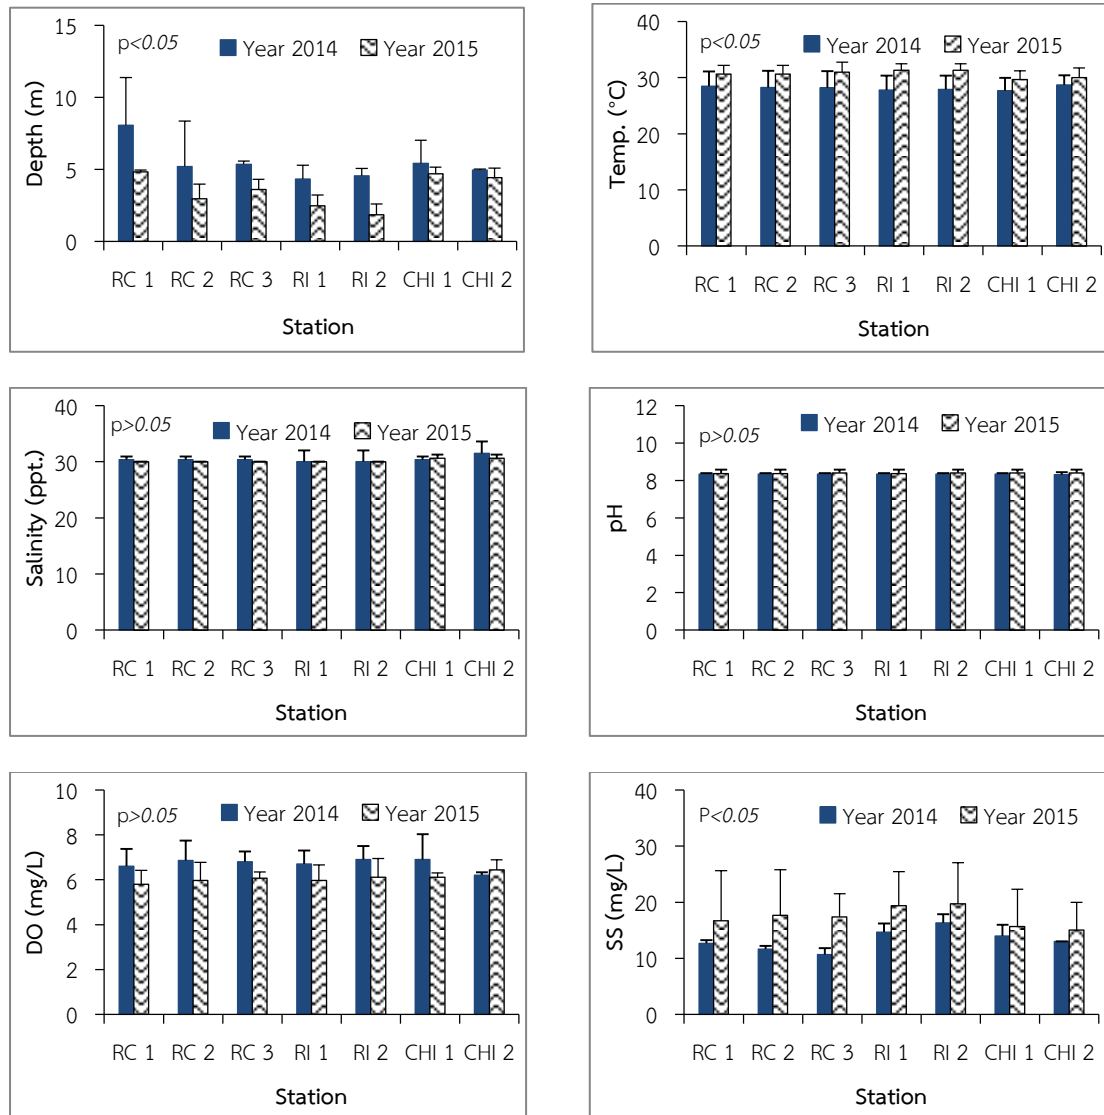 15
10
5
0
Depth (m)
p<0.05
Year 2014
Year 2015
RC 1 RC 2 RC 3 RI 1 RI 2 CHI 1 CHI 2
Station
40
30
20
10
0
Temp. (°C)
p<0.05
Year 2014
Year 2015
RC 1 RC 2 RC 3 RI 1 RI 2 CHI 1 CHI 2
Station
40
30
20
10
0
Salinity (ppt.)
p>0.05
Year 2014
Year 2015
RC 1 RC 2 RC 3 RI 1 RI 2 CHI 1 CHI 2
Station
12
10
8
6
4
2
0
pH
p>0.05
Year 2014
Year 2015
RC 1 RC 2 RC 3 RI 1 RI 2 CHI 1 CHI 2
Station
10
8
6
4
2
0
DO (mg/L)
p>0.05
Year 2014
Year 2015
RC 1 RC 2 RC 3 RI 1 RI 2 CHI 1 CHI 2
Station
40
30
20
10
0
SS (mg/L)
P<0.05
Year 2014
Year 2015
RC 1 RC 2 RC 3 RI 1 RI 2 CHI 1 CHI 2
Station